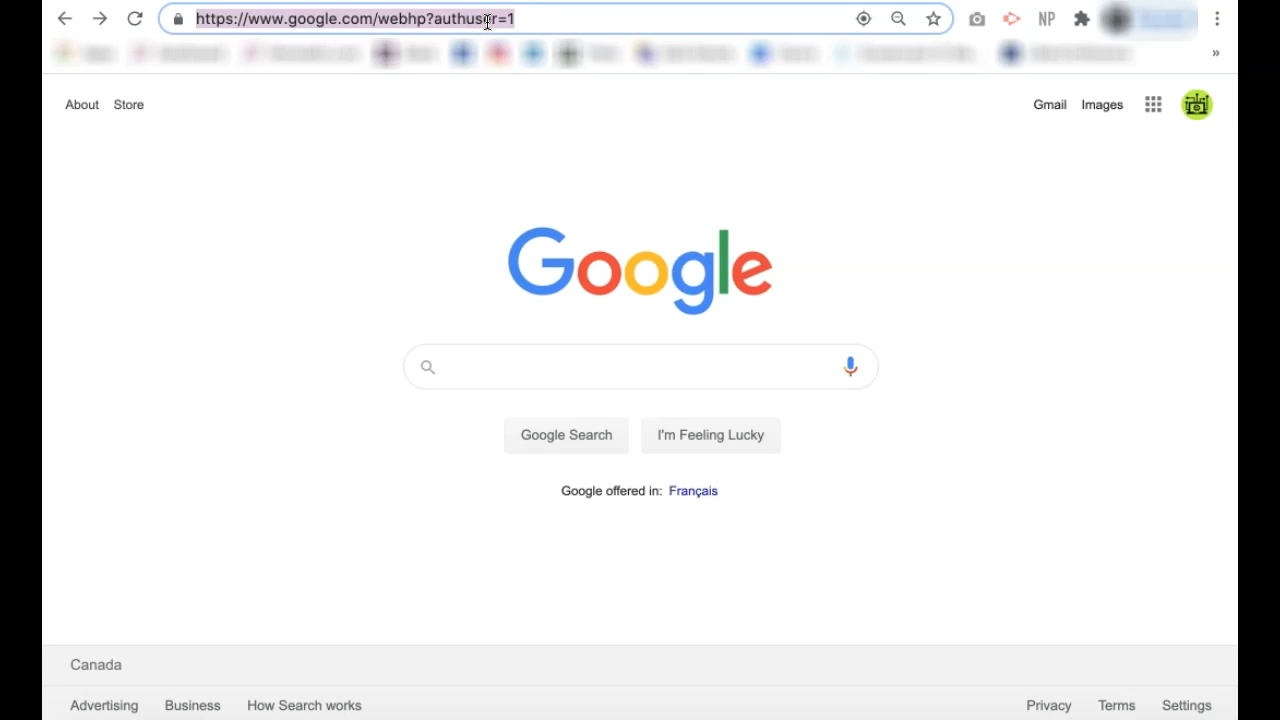 https://www.google.com/webhp?authuser=1
NP
»
About Store
Gmail Images
Google
Google Search I'm Feeling Lucky
Google offered in: Français
Canada
Advertising Business How Search works
Privacy Terms Settings